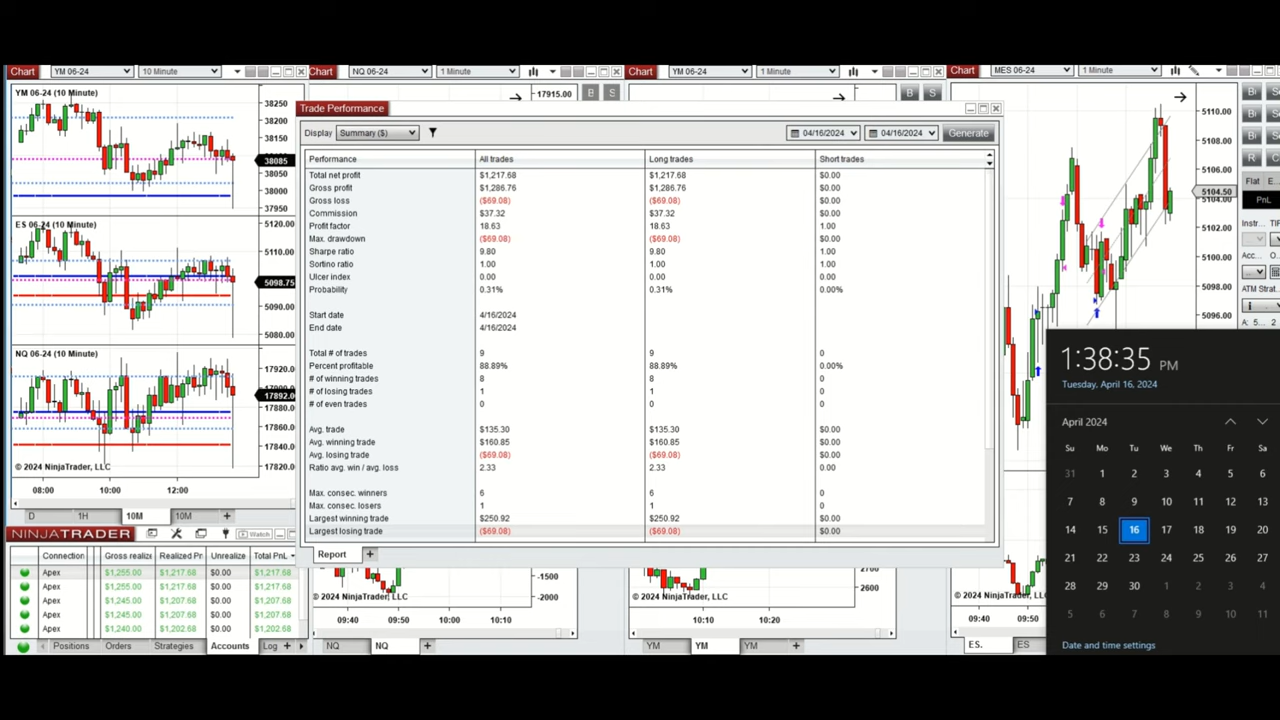 Chart YM 06-24 10 Minute
Chart NQ 06-24 1 Minute
Chart YM 06-24 1 Minute
Chart MES 06-24 1 Minute
YM 06-24 (10 Minute)
38250
38200
38150
38085
38050
38000
37950
ES 06-24 (10 Minute)
5120.00
5110.00
5098.75
5090.00
5080.00
NQ 06-24 (10 Minute)
17920.00
17892.00
17880.00
17860.00
17840.00
17820.00
© 2024 NinjaTrader, LLC
08:00 10:00 12:00
D 1H 10M 10M +
17915.00 B S
B S
Trade Performance
Display Summary ($) 04/16/2024 04/16/2024 Generate
Performance All trades Long trades Short trades
Total net profit $1,217.68 $1,217.68 $0.00
Gross profit $1,286.76 $1,286.76 $0.00
Gross loss ($69.08) ($69.08) $0.00
Commission $37.32 $37.32 $0.00
Profit factor 18.63 18.63 1.00
Max. drawdown ($69.08) ($69.08) $0.00
Sharpe ratio 9.80 9.80 1.00
Sortino ratio 1.00 1.00 1.00
Ulcer index 0.00 0.00 0.00
Probability 0.31% 0.31% 0.00%
Start date 4/16/2024
End date 4/16/2024
Total # of trades 9 9 0
Percent profitable 88.89% 88.89% 0.00%
# of winning trades 8 8 0
# of losing trades 1 1 0
# of even trades 0 0 0
Avg. trade $135.30 $135.30 $0.00
Avg. winning trade $160.85 $160.85 $0.00
Avg. losing trade ($69.08) ($69.08) $0.00
Ratio avg. win / avg. loss 2.33 2.33 0.00
Max. consec. winners 6 6 0
Max. consec. losers 1 1 0
Largest winning trade $250.92 $250.92 $0.00
Largest losing trade ($69.08) ($69.08) $0.00
Report +
NINJATRADER Watch
Connection Gross realiz Realized Pr Unrealize Total PnL
Apex $1,255.00 $1,217.68 $0.00 $1,217.68
Apex $1,255.00 $1,217.68 $0.00 $1,217.68
Apex $1,245.00 $1,207.68 $0.00 $1,207.68
Apex $1,245.00 $1,207.68 $0.00 $1,207.68
Apex $1,240.00 $1,202.68 $0.00 $1,202.68
Positions Orders Strategies Accounts Log +
-1500
-2000
© 2024 NinjaTrader, LLC
09:40 09:50 10:00 10:10
NQ NQ +
2600
© 2024 NinjaTrader, LLC
10:10 10:20
YM YM YM +
5110.00
5108.00
5106.00
5104.50
5102.00
5100.00
5098.00
5096.00
R C
Flat E...
PnL
Instr... TIF
Acc... O.
ATM Strat
A: 5... 2
© 2024 NinjaTrader, LLC
09:40 09:50
ES. ES
1:38:35 PM
Tuesday, April 16, 2024
April 2024
Su Mo Tu We Th Fr Sa
31 1 2 3 4 5 6
7 8 9 10 11 12 13
14 15 16 17 18 19 20
21 22 23 24 25 26 27
28 29 30 1 2 3 4
5 6 7 8 9 10 11
Date and time settings